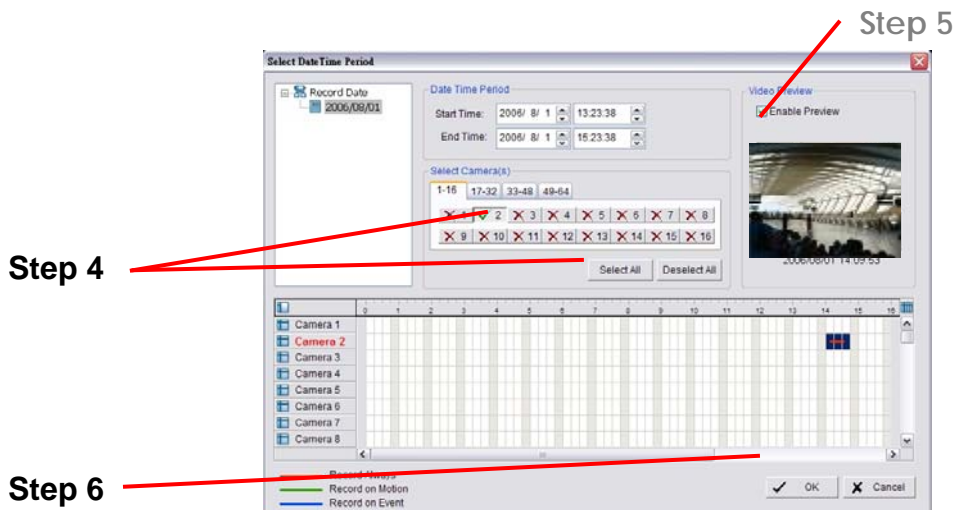 Step 5
Select DateTime Period
Record Date
2006/08/01
Date Time Period
Start Time: 2006/ 8/ 1 13:23:38
End Time: 2006/ 8/ 1 15:23:38
Video Preview
Enable Preview
Select Camera(s)
1-16 17-32 33-48 49-64
1 2 3 4 5 6 7 8
9 10 11 12 13 14 15 16
Step 4
Select All Deselect All
2006/08/01 14:09:53
0 1 2 3 4 5 6 7 8 9 10 11 12 13 14 15 16
Camera 1
Camera 2
Camera 3
Camera 4
Camera 5
Camera 6
Camera 7
Camera 8
Step 6
Record Always
Record on Motion
Record on Event
OK Cancel